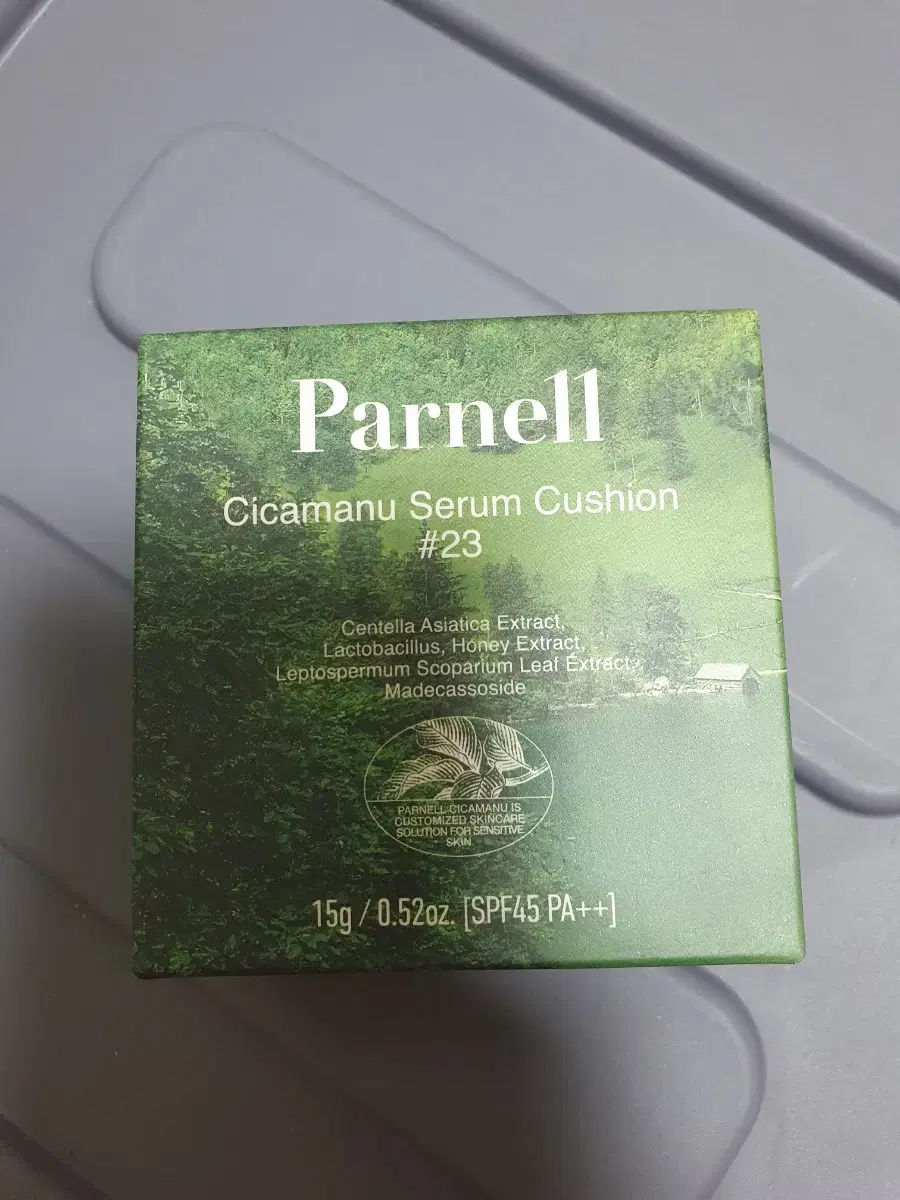 Parnell
Cicamanu Serum Cushion
#23
Centella Asiatica Extract,
Lactobacillus, Honey Extract,
Leptospermum Scoparium Leaf Extract,
Madecassoside
PARNELL CICAMANU IS
CUSTOMIZED SKINCARE
SOLUTION FOR SENSITIVE
SKIN
15g / 0.52oz. [SPF45 PA++]